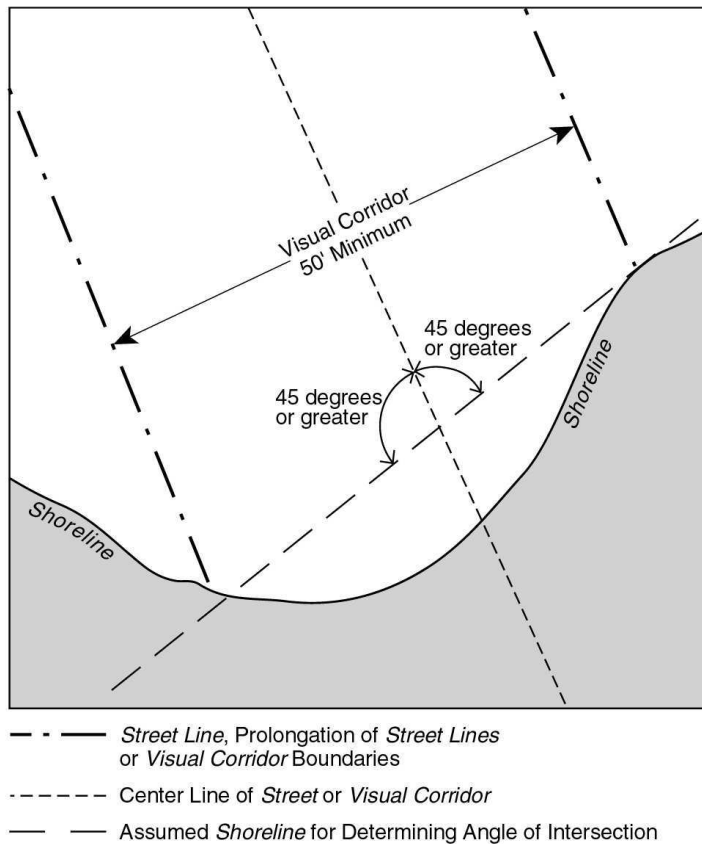 Visual Corridor
50' Minimum
45 degrees
or greater
45 degrees
or greater
Shoreline
Shoreline
Street Line, Prolongation of Street Lines
or Visual Corridor Boundaries
Center Line of Street or Visual Corridor
Assumed Shoreline for Determining Angle of Intersection